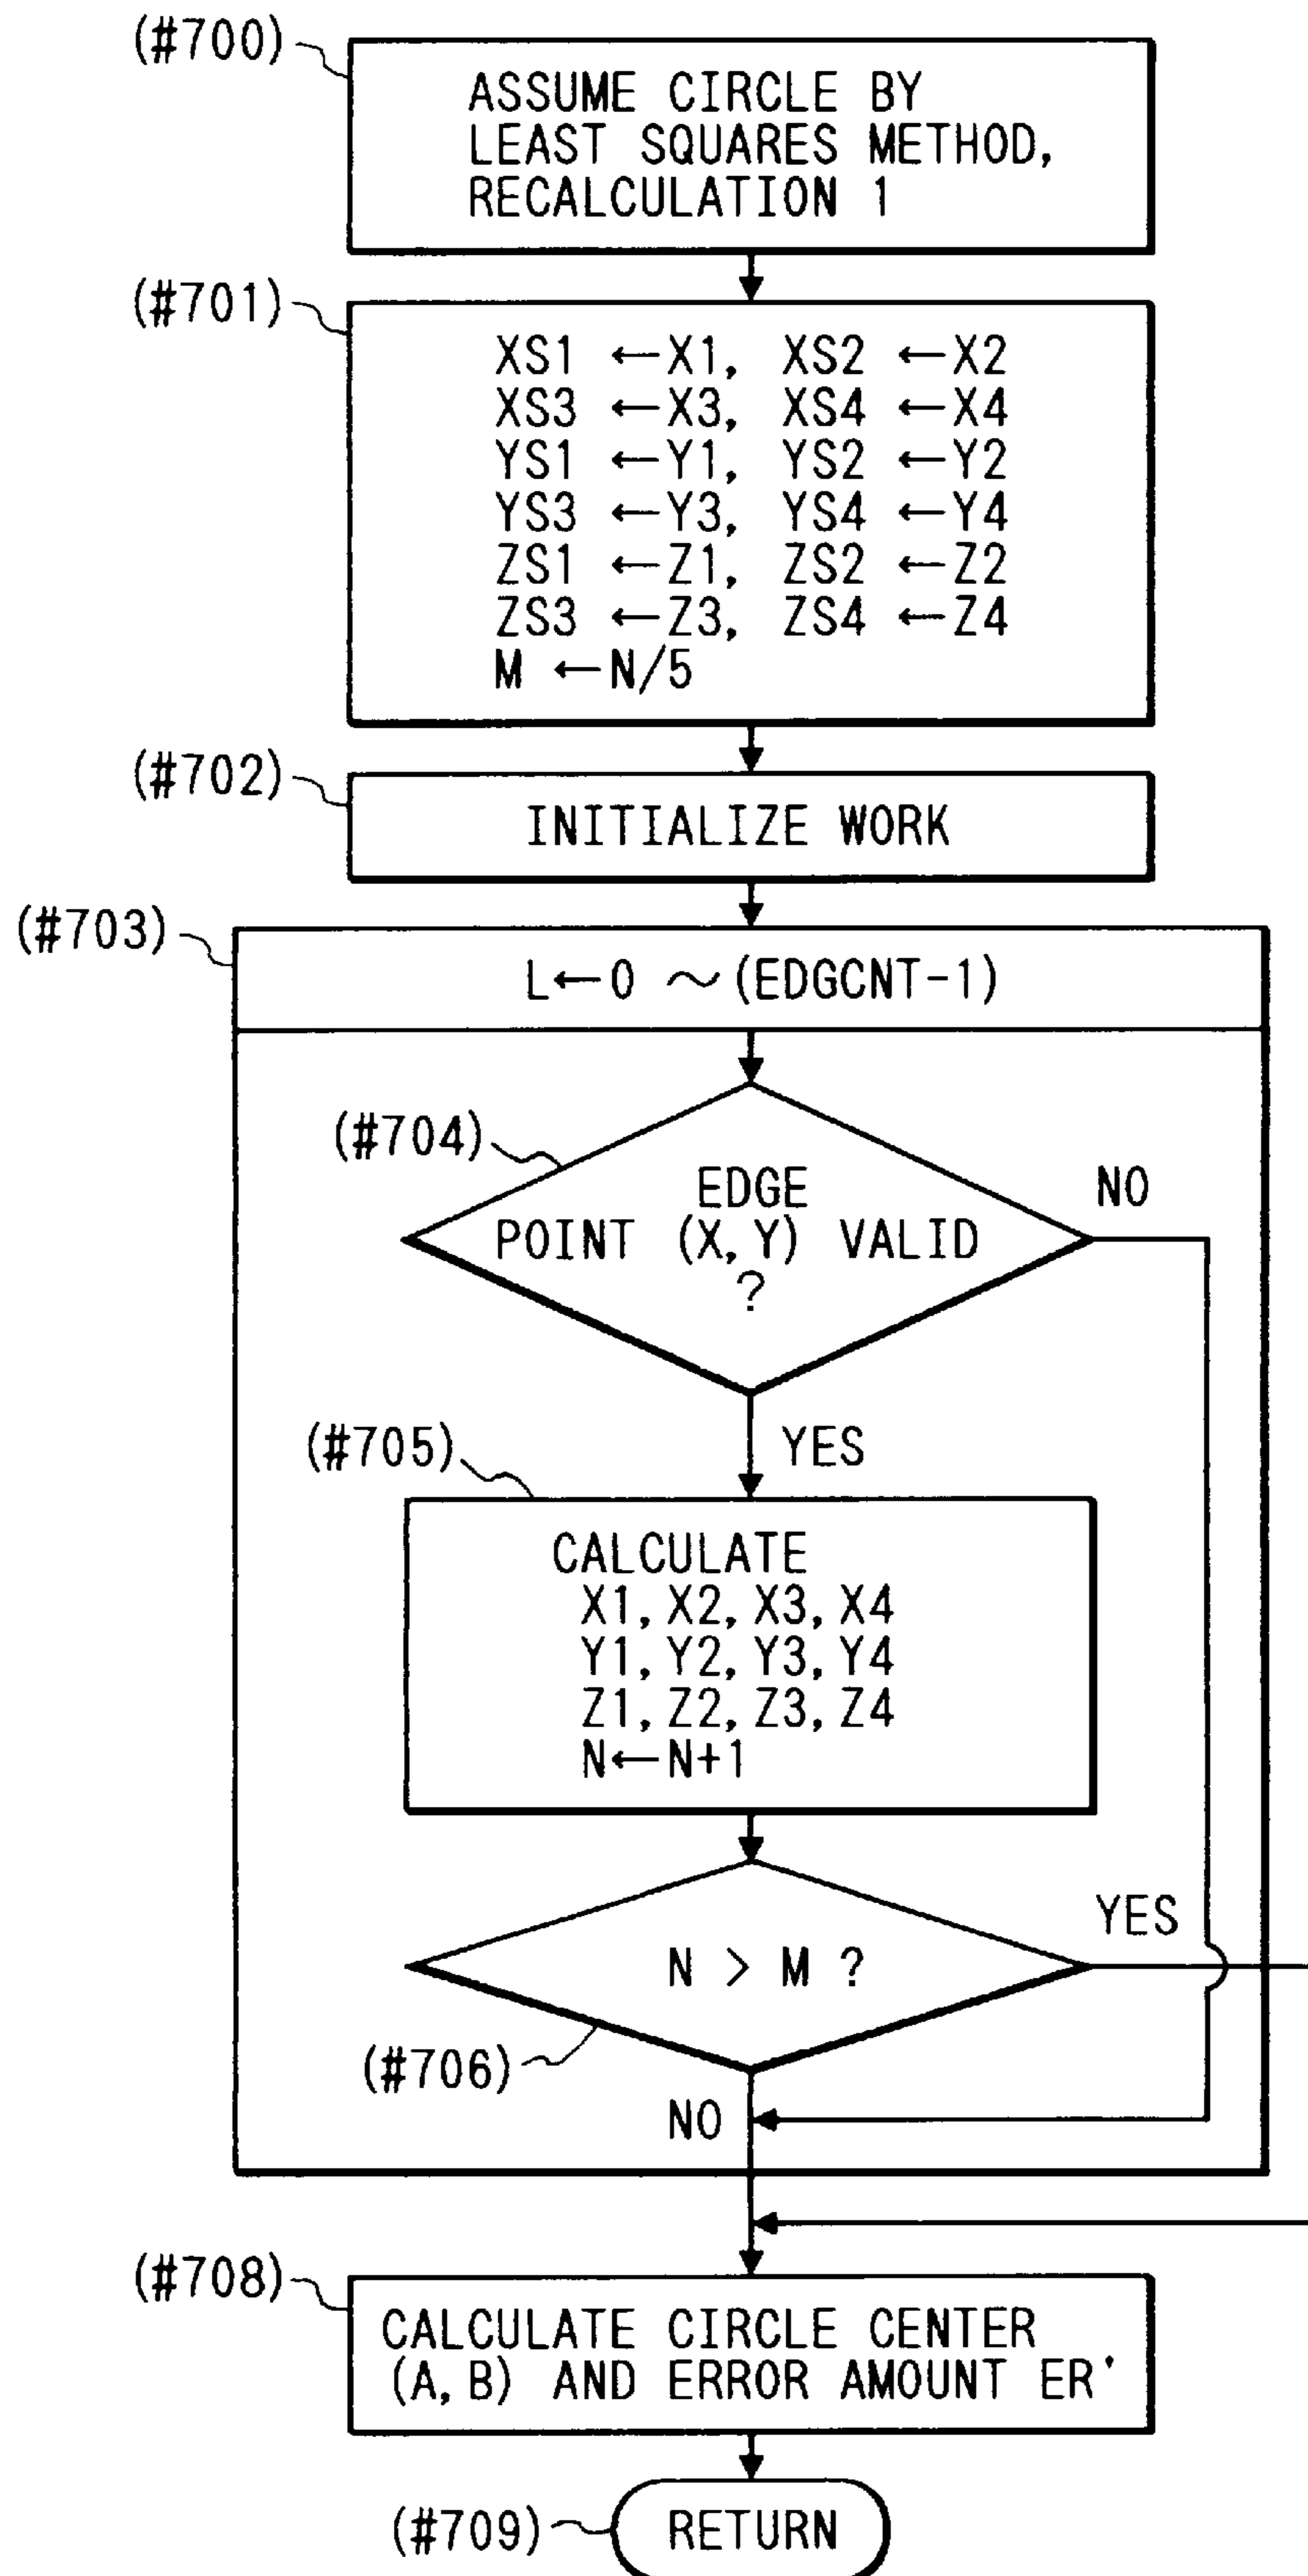 (#700)
ASSUME CIRCLE BY
LEAST SQUARES METHOD,
RECALCULATION 1
(#701)
XS1 ←X1, XS2 ←X2
XS3 ←X3, XS4 ←X4
YS1 ←Y1, YS2 ←Y2
YS3 ←Y3, YS4 ←Y4
ZS1 ←Z1, ZS2 ←Z2
ZS3 ←Z3, ZS4 ←Z4
M ←N/5
(#702)
INITIALIZE WORK
(#703)
L←0 ~(EDGCNT-1)
(#704)
EDGE
POINT (X,Y) VALID
?
NO
YES
(#705)
CALCULATE
X1,X2,X3,X4
Y1,Y2,Y3,Y4
Z1,Z2,Z3,Z4
N←N+1
N > M ?
YES
(#706)
NO
(#708)
CALCULATE CIRCLE CENTER
(A,B) AND ERROR AMOUNT ER'
(#709)
RETURN